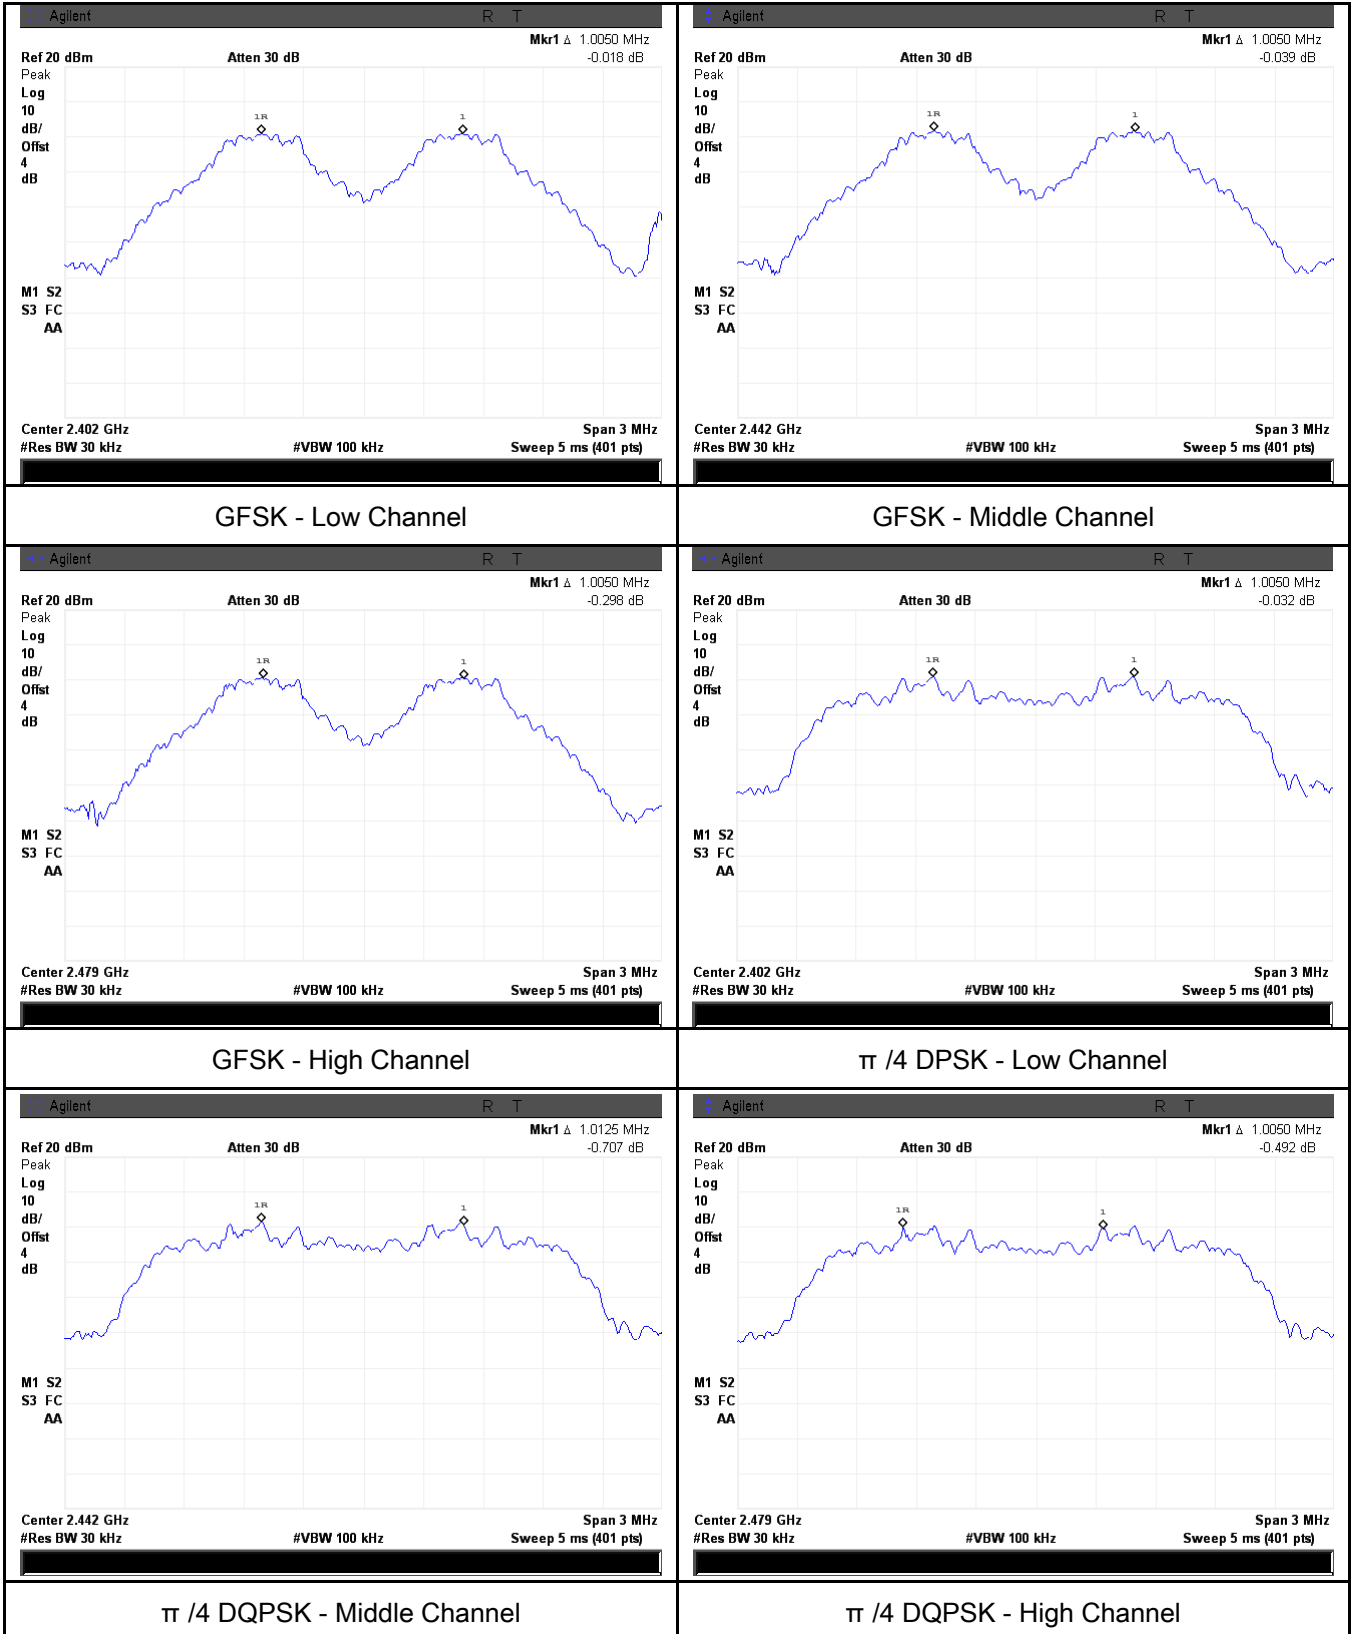 Agilent R T
Mkr1 Δ 1.0050 MHz
Ref 20 dBm Atten 30 dB -0.018 dB
Peak
Log
10
dB/
Offst
4
dB
1R 1
M1 S2
S3 FC
AA
Center 2.402 GHz Span 3 MHz
#Res BW 30 kHz #VBW 100 kHz Sweep 5 ms (401 pts)
GFSK - Low Channel
Agilent R T
Mkr1 Δ 1.0050 MHz
Ref 20 dBm Atten 30 dB -0.039 dB
Peak
Log
10
dB/
Offst
4
dB
1R 1
M1 S2
S3 FC
AA
Center 2.442 GHz Span 3 MHz
#Res BW 30 kHz #VBW 100 kHz Sweep 5 ms (401 pts)
GFSK - Middle Channel
Agilent R T
Mkr1 Δ 1.0050 MHz
Ref 20 dBm Atten 30 dB -0.298 dB
Peak
Log
10
dB/
Offst
4
dB
1R 1
M1 S2
S3 FC
AA
Center 2.479 GHz Span 3 MHz
#Res BW 30 kHz #VBW 100 kHz Sweep 5 ms (401 pts)
GFSK - High Channel
Agilent R T
Mkr1 Δ 1.0050 MHz
Ref 20 dBm Atten 30 dB -0.032 dB
Peak
Log
10
dB/
Offst
4
dB
1R 1
M1 S2
S3 FC
AA
Center 2.402 GHz Span 3 MHz
#Res BW 30 kHz #VBW 100 kHz Sweep 5 ms (401 pts)
π /4 DPSK - Low Channel
Agilent R T
Mkr1 Δ 1.0125 MHz
Ref 20 dBm Atten 30 dB -0.707 dB
Peak
Log
10
dB/
Offst
4
dB
1R 1
M1 S2
S3 FC
AA
Center 2.442 GHz Span 3 MHz
#Res BW 30 kHz #VBW 100 kHz Sweep 5 ms (401 pts)
π /4 DQPSK - Middle Channel
Agilent R T
Mkr1 Δ 1.0050 MHz
Ref 20 dBm Atten 30 dB -0.492 dB
Peak
Log
10
dB/
Offst
4
dB
1R 1
M1 S2
S3 FC
AA
Center 2.479 GHz Span 3 MHz
#Res BW 30 kHz #VBW 100 kHz Sweep 5 ms (401 pts)
π /4 DQPSK - High Channel